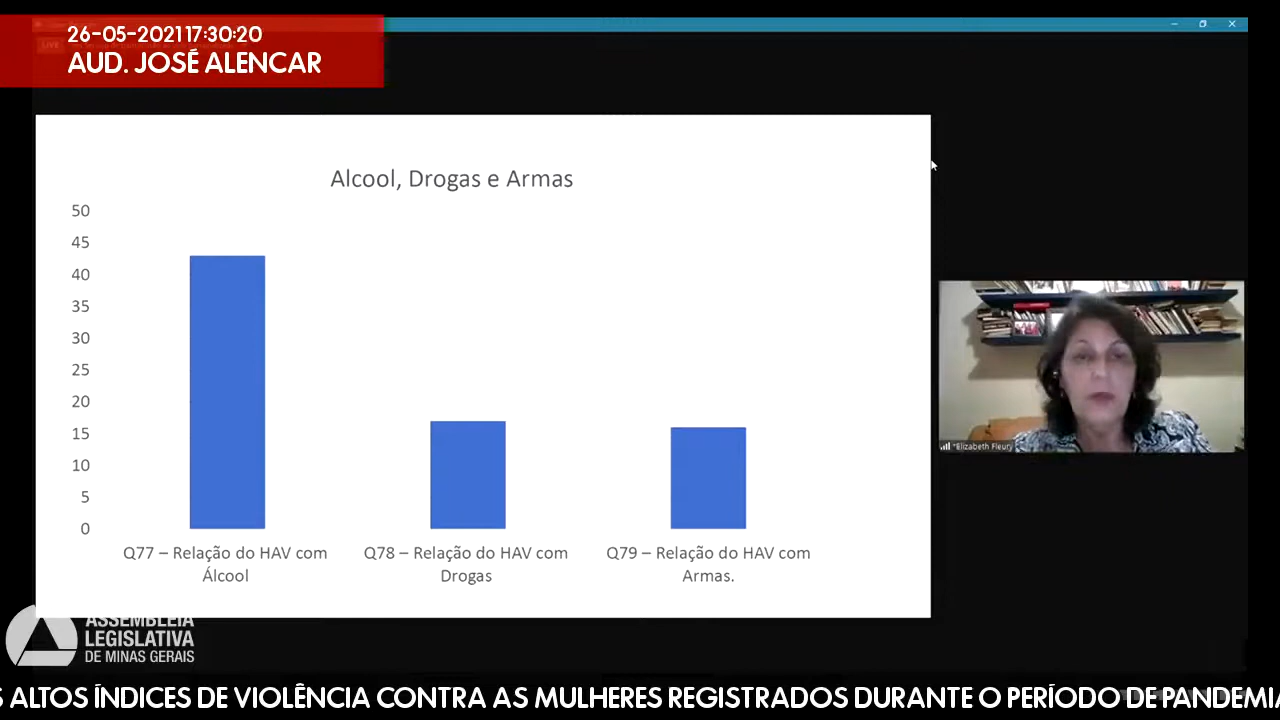 26-05-2021 17:30:20
AUD. JOSÉ ALENCAR
LIVE
Alcool, Drogas e Armas
50
45
40
35
30
25
20
15
10
5
0
Q77 – Relação do HAV com
Álcool
Q78 – Relação do HAV com
Drogas
Q79 – Relação do HAV com
Armas.
*Elizabeth Fleury
ASSEMBLEIA
LEGISLATIVA
DE MINAS GERAIS
S ALTOS ÍNDICES DE VIOLÊNCIA CONTRA AS MULHERES REGISTRADOS DURANTE O PERÍODO DE PANDEMIA